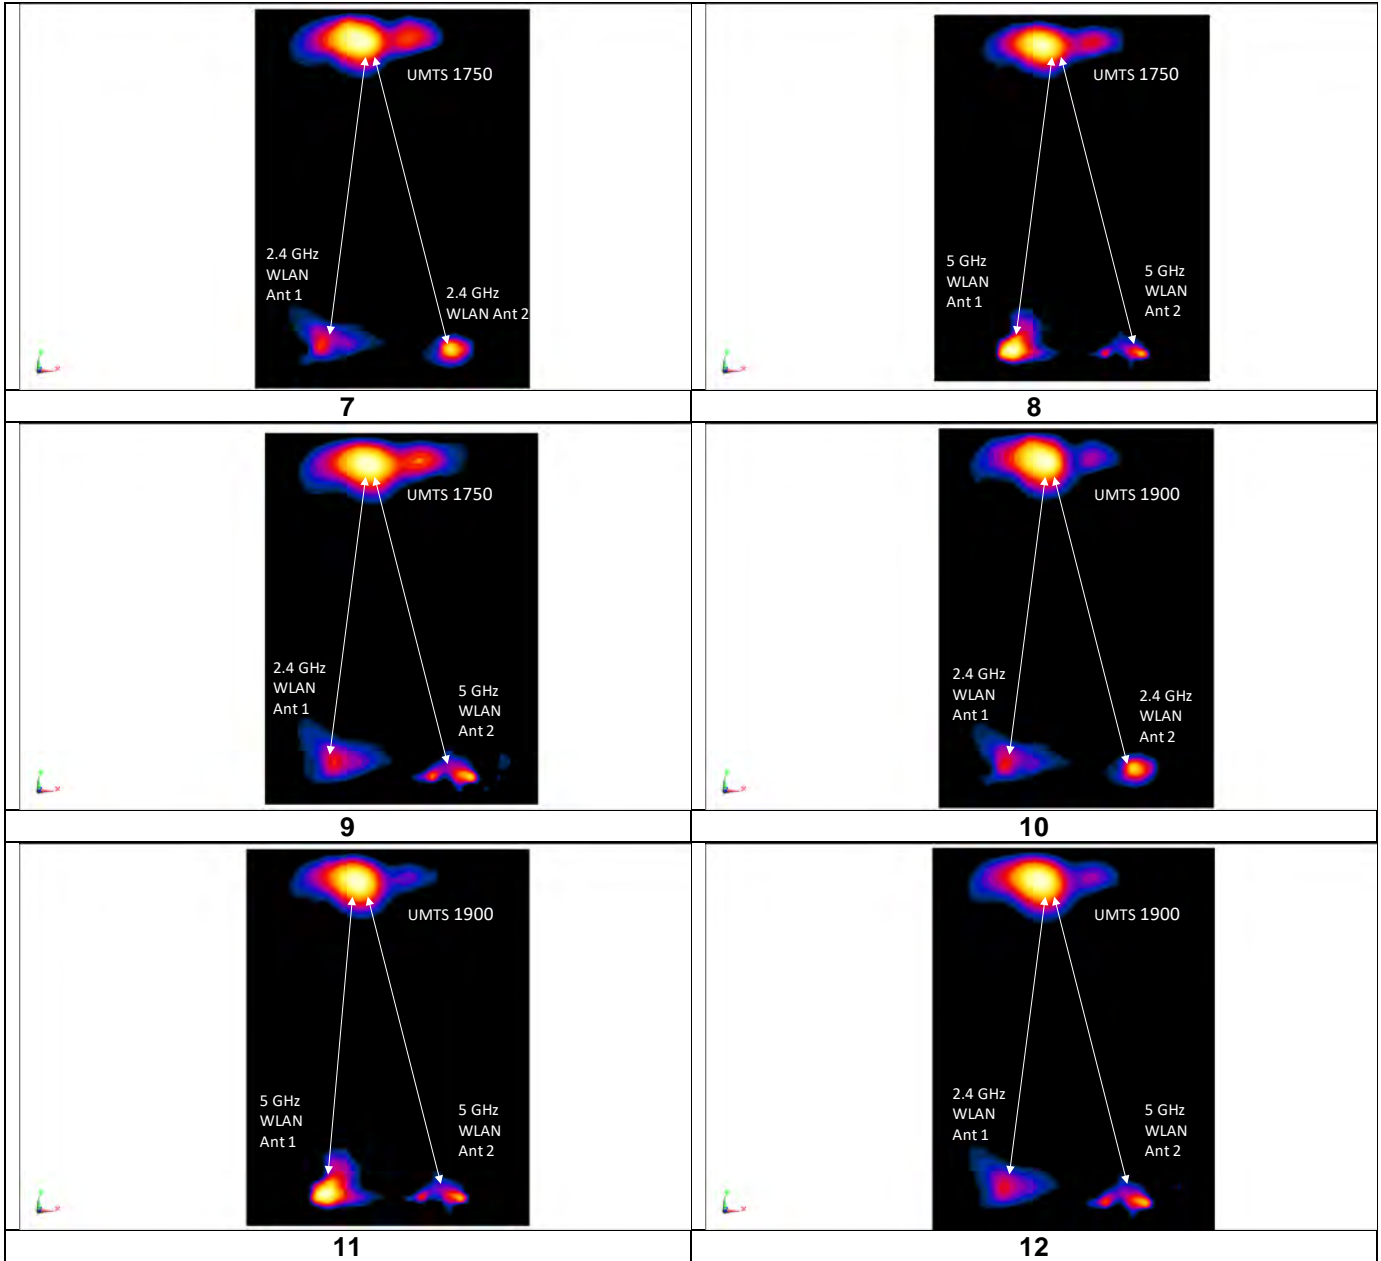 UMTS 1750
2.4 GHz
WLAN
Ant 1
2.4 GHz
WLAN Ant 2
7
UMTS 1750
5 GHz
WLAN
Ant 1
5 GHz
WLAN
Ant 2
8
UMTS 1750
2.4 GHz
WLAN
Ant 1
5 GHz
WLAN
Ant 2
9
UMTS 1900
2.4 GHz
WLAN
Ant 1
2.4 GHz
WLAN
Ant 2
10
UMTS 1900
5 GHz
WLAN
Ant 1
5 GHz
WLAN
Ant 2
11
UMTS 1900
2.4 GHz
WLAN
Ant 1
5 GHz
WLAN
Ant 2
12